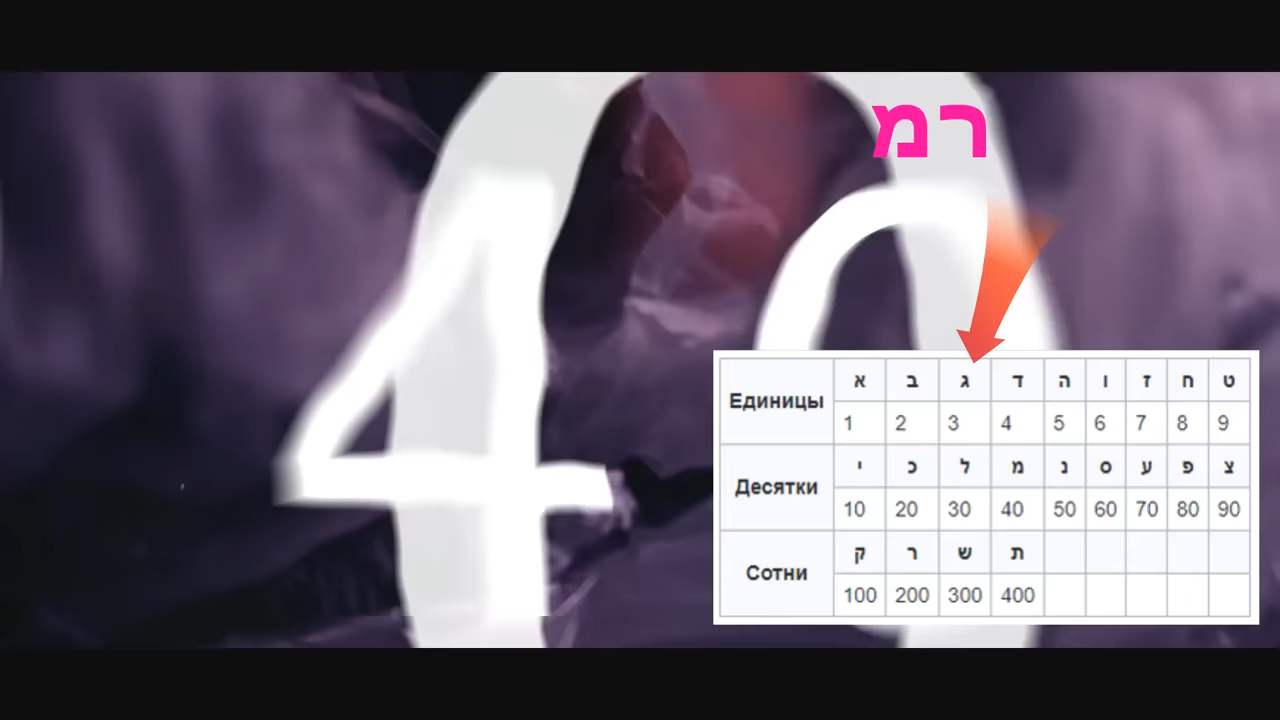 רמ
4
Единицы א ב ג ד ה ו ז ח ט
1 2 3 4 5 6 7 8 9
Десятки י כ ל מ נ ס ע פ צ
10 20 30 40 50 60 70 80 90
Сотни ק ר ש ת
100 200 300 400